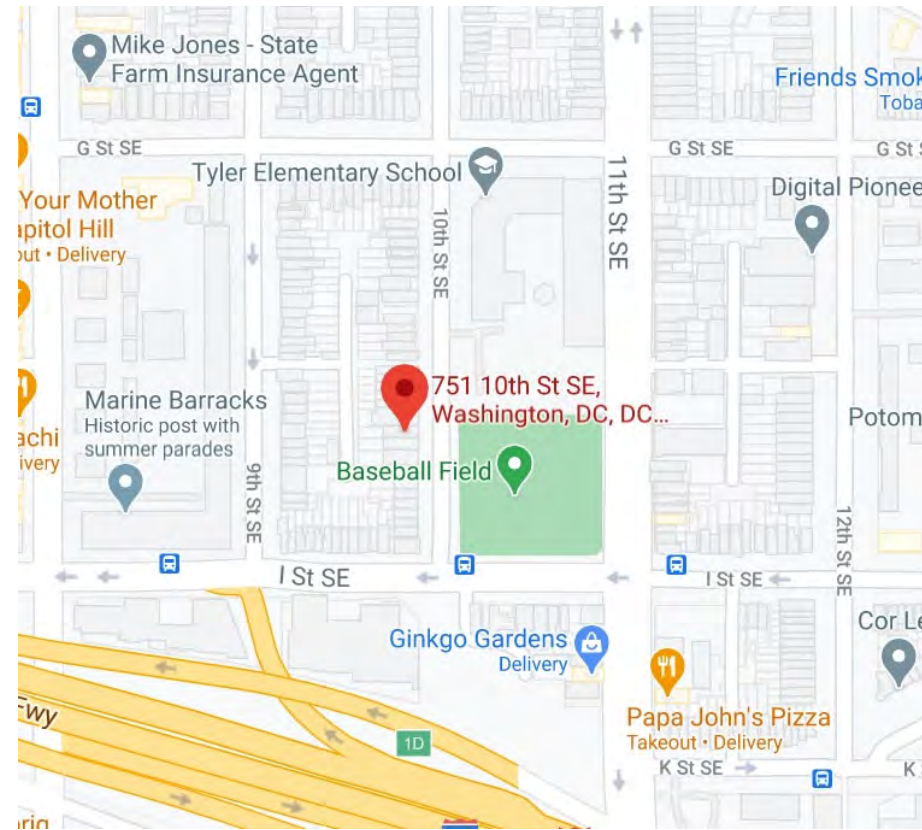 Mike Jones - State
Farm Insurance Agent
Friends Smok
Toba
G St SE
G St SE
G St S
Tyler Elementary School
11th St SE
Digital Pionee
Your Mother
apitol Hill
out • Delivery
10th St SE
751 10th St SE,
Washington, DC, DC...
Marine Barracks
Historic post with
summer parades
Potom
achi
ivery
Baseball Field
9th St SE
12th St SE
I St SE
I St SE
Cor Le
Ginkgo Gardens
Delivery
Fwy
Papa John's Pizza
Takeout • Delivery
1D
K St SE
K
rig